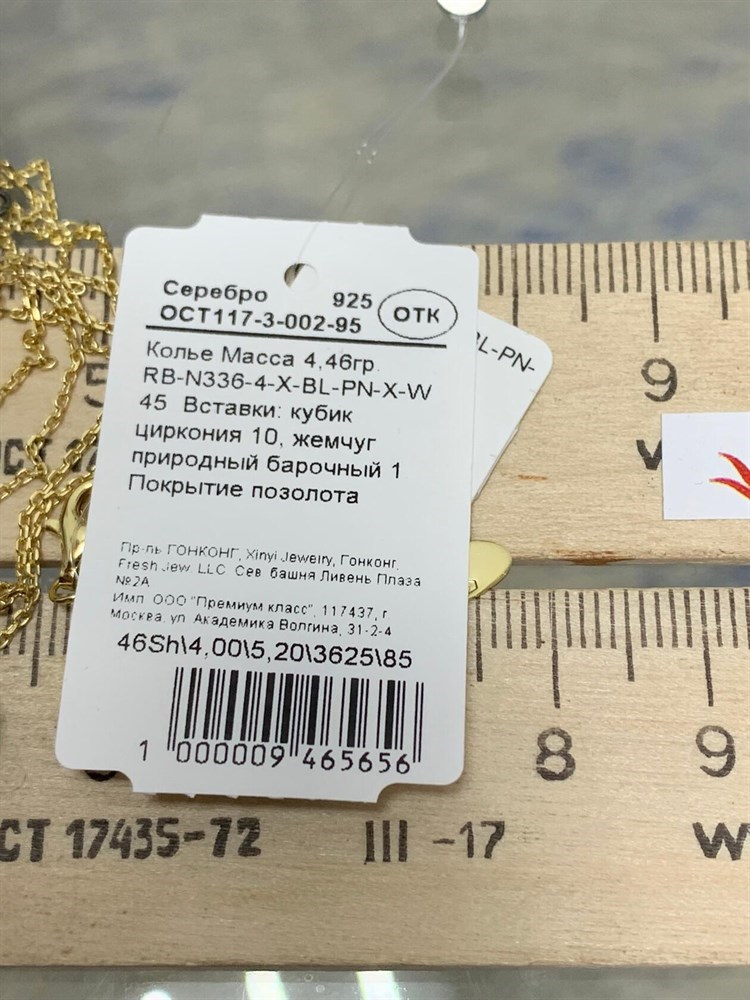 Серебро 925 ОТК
ОСТ117-3-002-95
Колье Масса 4,46гр.
RB-N336-4-X-BL-PN-X-W
45 Вставки: кубик
циркония 10, жемчуг
природный барочный 1
Покрытие позолота
Пр-ль ГОНКОНГ, Xinyi Jewelry, Гонконг,
Fresh Jew. LLC Сев. башня Ливень Плаза
№2А
Имп. ООО "Премиум класс", 117437, г.
Москва, ул. Академика Волгина, 31-2-4
46Sh\4,00\5,20\3625\85
1 000009 465656
BL-PN-
5
9
8 9
СТ 17435-72 III -17